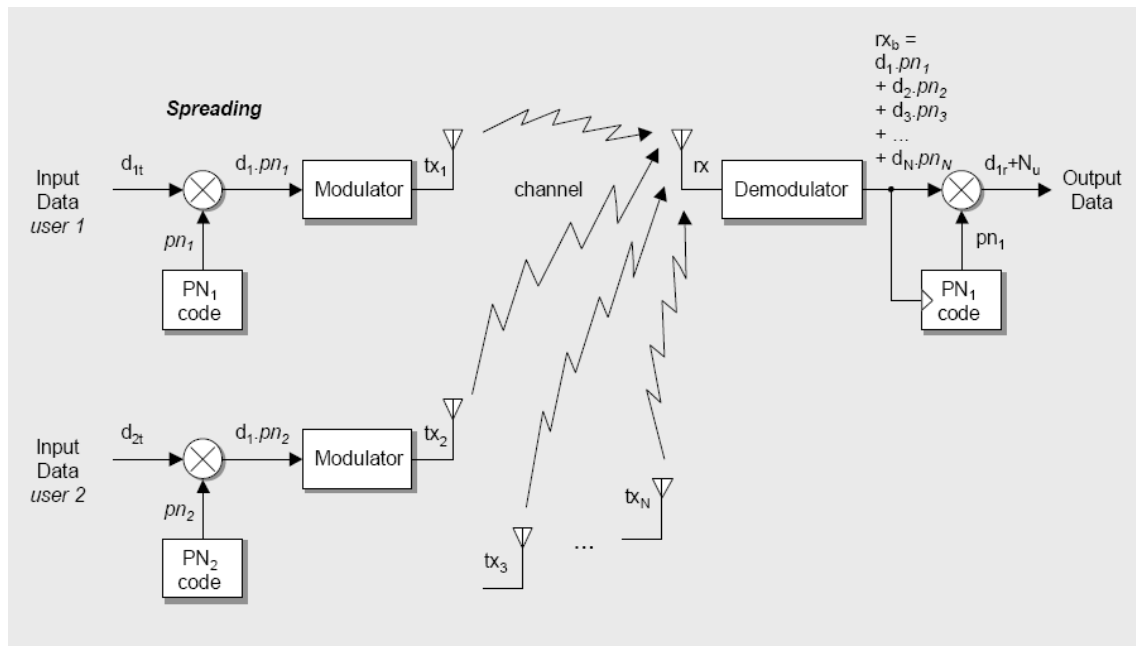 rx_b =
d_1.pn_1
+ d_2.pn_2
+ d_3.pn_3
+ ...
+ d_N.pn_N
Spreading
Input
Data
user 1
d_1t
d_1.pn_1
Modulator
tx_1
channel
rx
Demodulator
d_1r+N_u
Output
Data
pn_1
PN_1
code
pn_1
PN_1
code
Input
Data
user 2
d_2t
d_1.pn_2
Modulator
tx_2
pn_2
PN_2
code
tx_3
...
tx_N